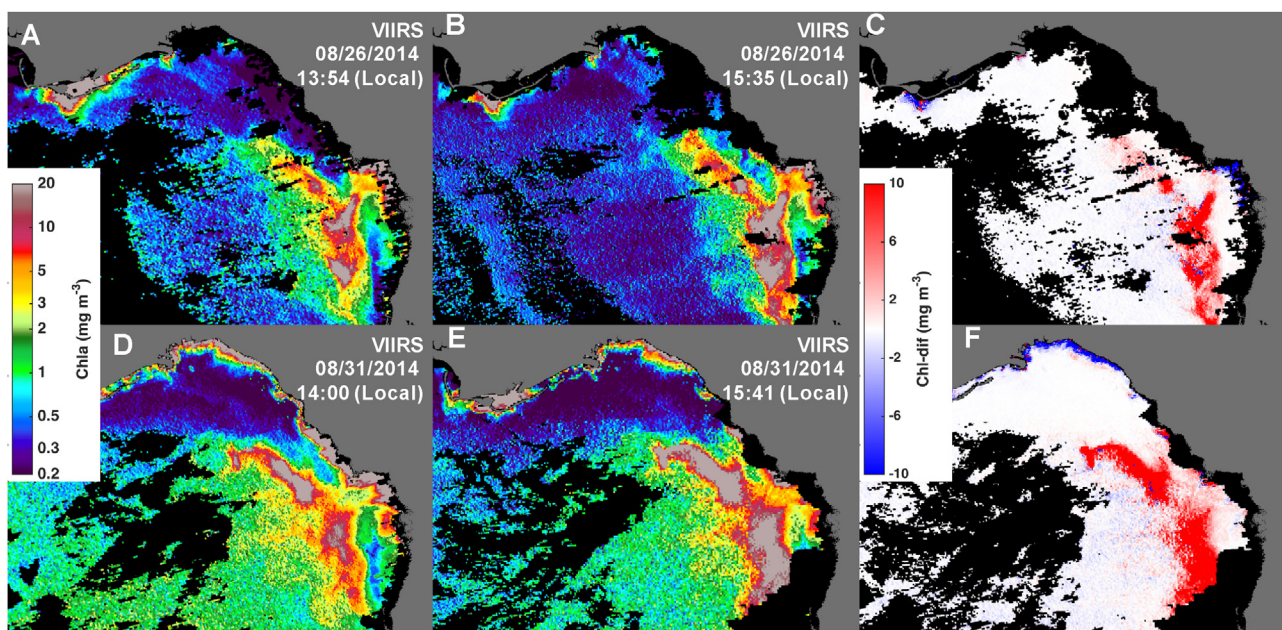 A
VIIRS
08/26/2014
13:54 (Local)
B
VIIRS
08/26/2014
15:35 (Local)
C
20
10
5
3
2
1
0.5
0.3
0.2
Chla (mg m-3)
10
6
2
-2
-6
-10
Chl-dif (mg m-3)
D
VIIRS
08/31/2014
14:00 (Local)
E
VIIRS
08/31/2014
15:41 (Local)
F